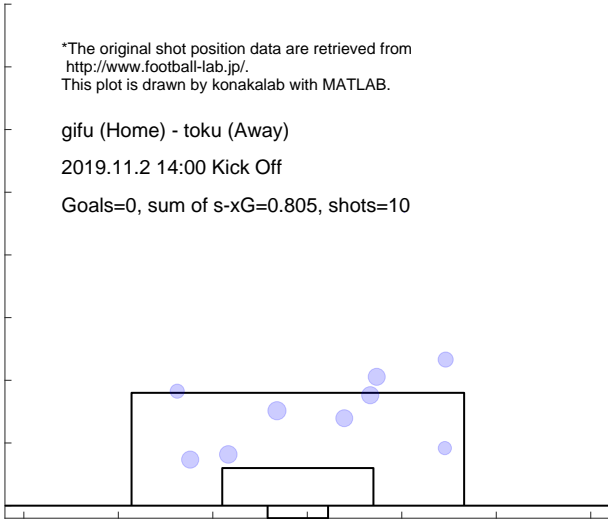 *The original shot position data are retrieved from
http://www.football-lab.jp/.
This plot is drawn by konakalab with MATLAB.
gifu (Home) - toku (Away)
2019.11.2 14:00 Kick Off
Goals=0, sum of s-xG=0.805, shots=10